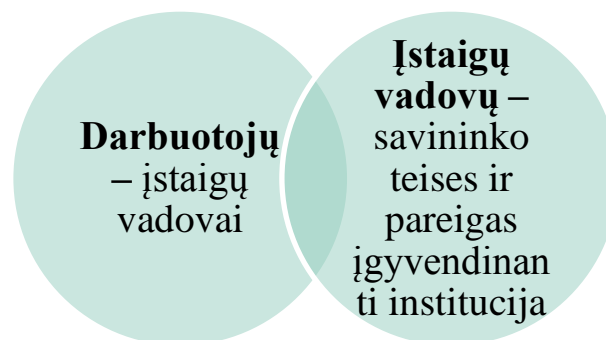 Darbuotojų
– įstaigų
vadovai
Įstaigų
vadovų –
savininko
teises ir
pareigas
įgyvendinan
ti institucija